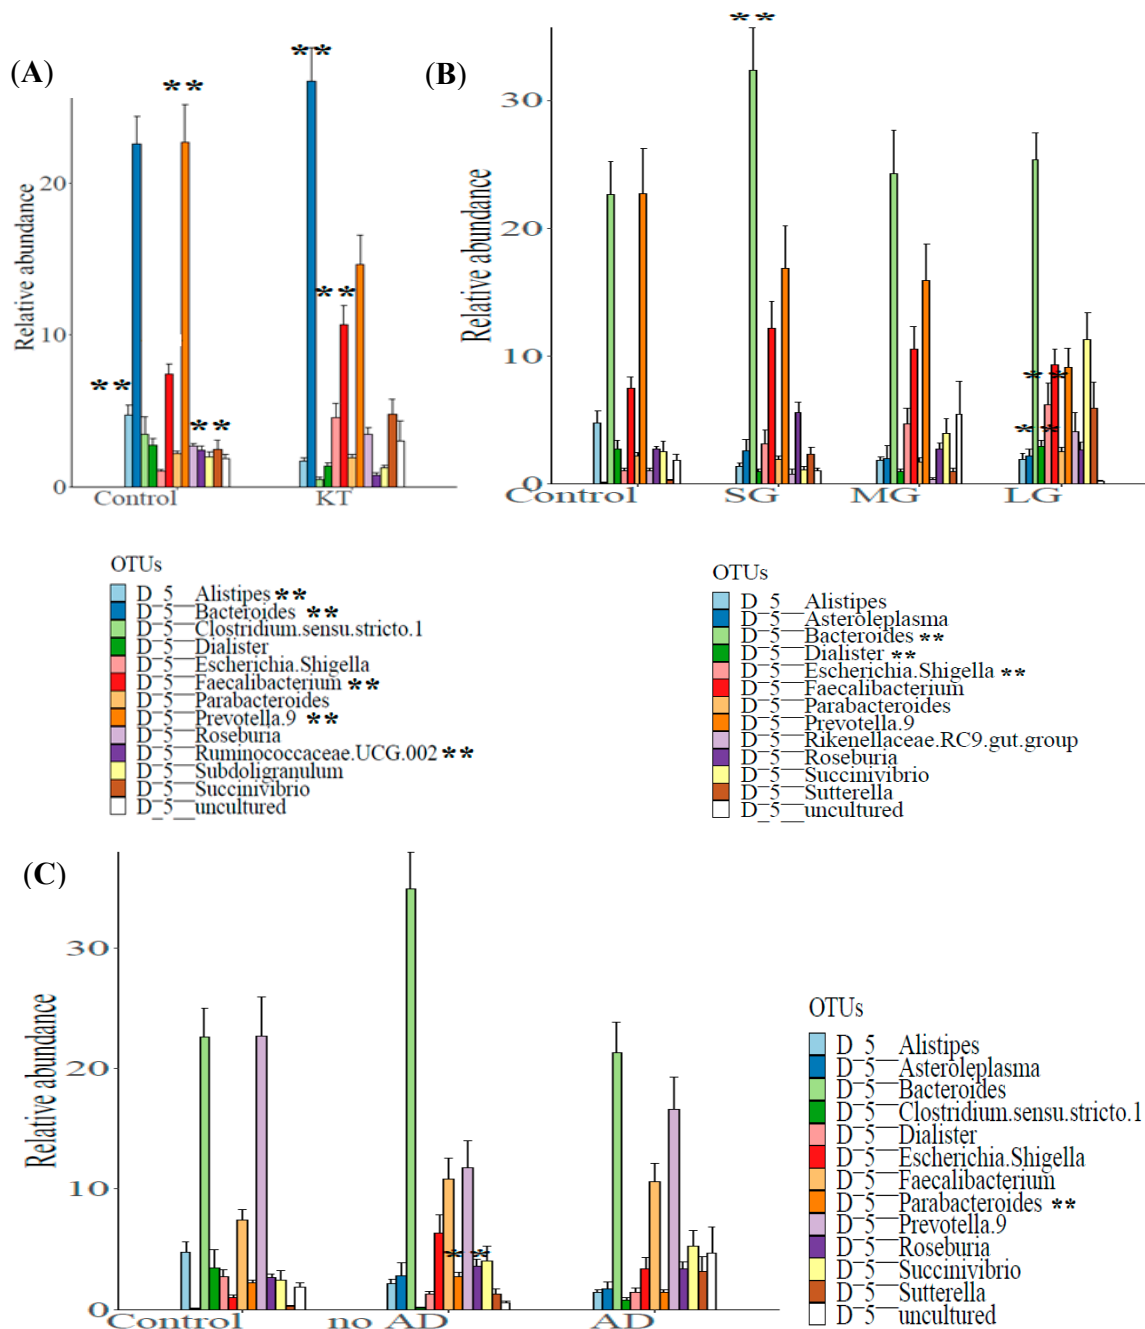 (A)
**
**
**
**
**
20
10
0
Relative abundance
Control
KT
OTUs
D_5__Alistipes **
D_5__Bacteroides **
D_5__Clostridium.sensu.stricto.1
D_5__Dialister
D_5__Escherichia.Shigella
D_5__Faecalibacterium **
D_5__Parabacteroides
D_5__Prevotella.9 **
D_5__Roseburia
D_5__Ruminococcaceae.UCG.002 **
D_5__Subdoligranulum
D_5__Succinivibrio
D_5__uncultured
(B)
**
**
**
30
20
10
0
Relative abundance
Control
SG
MG
LG
OTUs
D_5__Alistipes
D_5__Asteroleplasma
D_5__Bacteroides **
D_5__Dialister **
D_5__Escherichia.Shigella **
D_5__Faecalibacterium
D_5__Parabacteroides
D_5__Prevotella.9
D_5__Rikenellaceae.RC9.gut.group
D_5__Roseburia
D_5__Succinivibrio
D_5__Sutterella
D_5__uncultured
(C)
**
30
20
10
0
Relative abundance
Control
no AD
AD
OTUs
D_5__Alistipes
D_5__Asteroleplasma
D_5__Bacteroides
D_5__Clostridium.sensu.stricto.1
D_5__Dialister
D_5__Escherichia.Shigella
D_5__Faecalibacterium
D_5__Parabacteroides **
D_5__Prevotella.9
D_5__Roseburia
D_5__Succinivibrio
D_5__Sutterella
D_5__uncultured